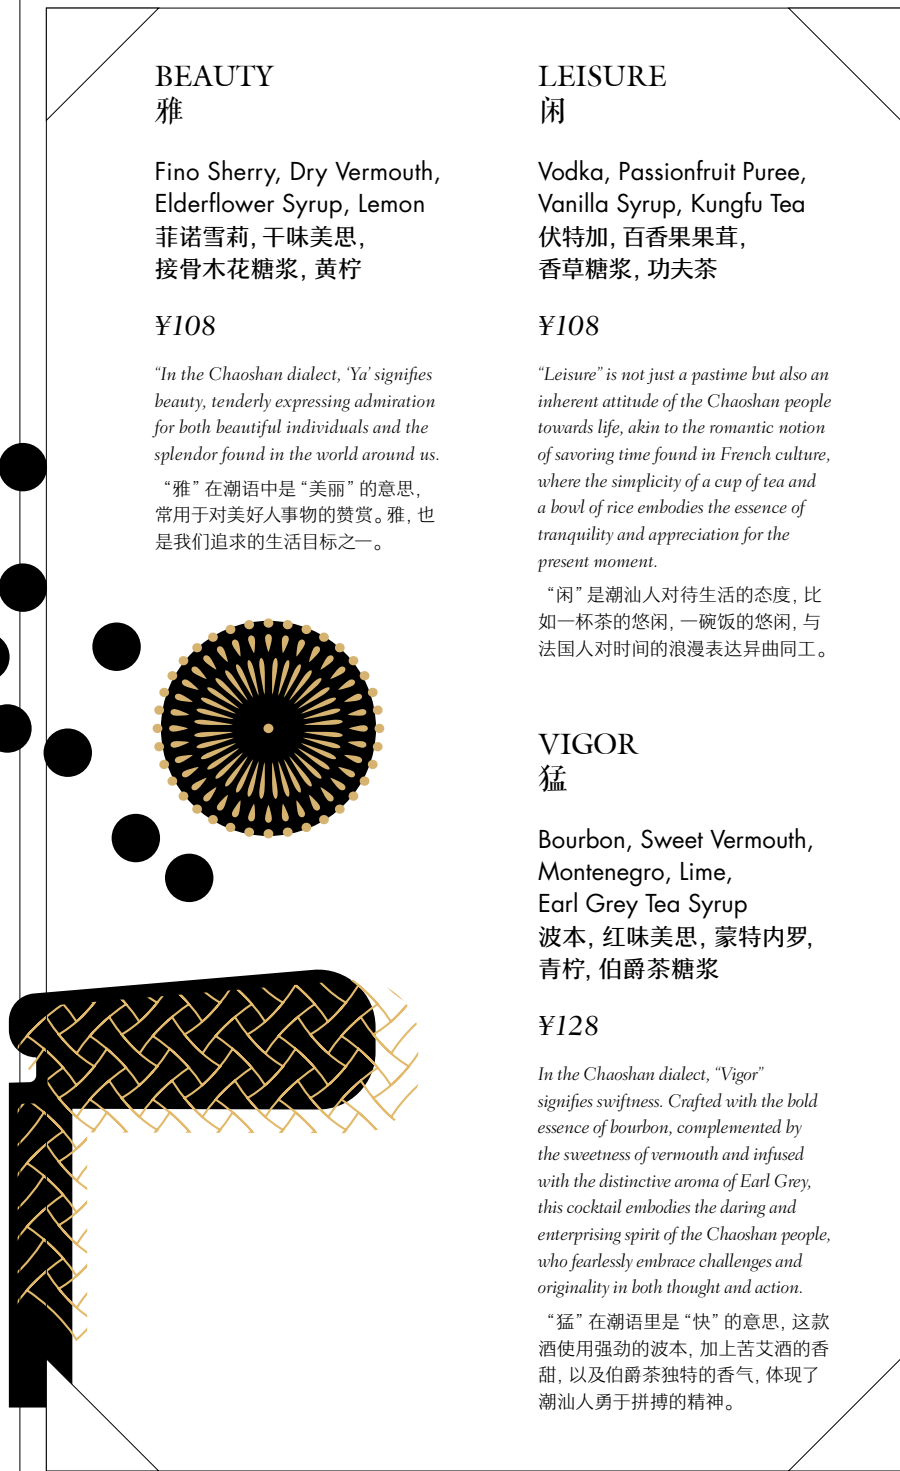 BEAUTY
雅
Fino Sherry, Dry Vermouth,
Elderflower Syrup, Lemon
菲诺雪莉, 干味美思,
接骨木花糖浆, 黄柠
¥108
“In the Chaoshan dialect, ‘Ya’ signifies
beauty, tenderly expressing admiration
for both beautiful individuals and the
splendor found in the world around us.
“雅” 在潮语中是 “美丽” 的意思,
常用于对美好人事物的赞赏。雅, 也
是我们追求的生活目标之一。
LEISURE
闲
Vodka, Passionfruit Puree,
Vanilla Syrup, Kungfu Tea
伏特加, 百香果果茸,
香草糖浆, 功夫茶
¥108
“Leisure” is not just a pastime but also an
inherent attitude of the Chaoshan people
towards life, akin to the romantic notion
of savoring time found in French culture,
where the simplicity of a cup of tea and
a bowl of rice embodies the essence of
tranquility and appreciation for the
present moment.
“闲” 是潮汕人对待生活的态度, 比
如一杯茶的悠闲, 一碗饭的悠闲, 与
法国人对时间的浪漫表达异曲同工。
VIGOR
猛
Bourbon, Sweet Vermouth,
Montenegro, Lime,
Earl Grey Tea Syrup
波本, 红味美思, 蒙特内罗,
青柠, 伯爵茶糖浆
¥128
In the Chaoshan dialect, “Vigor”
signifies swiftness. Crafted with the bold
essence of bourbon, complemented by
the sweetness of vermouth and infused
with the distinctive aroma of Earl Grey,
this cocktail embodies the daring and
enterprising spirit of the Chaoshan people,
who fearlessly embrace challenges and
originality in both thought and action.
“猛” 在潮语里是 “快” 的意思, 这款
酒使用强劲的波本, 加上苦艾酒的香
甜, 以及伯爵茶独特的香气, 体现了
潮汕人勇于拼搏的精神。